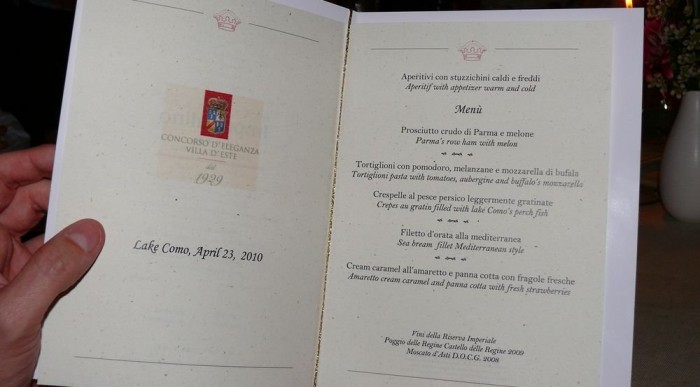 CONCORSO D'ELEGANZA
VILLA D'ESTE
dal
1929
Lake Como, April 23, 2010
Aperitivi con stuzzichini caldi e freddi
Aperitif with appetizer warm and cold
Menù
Prosciutto crudo di Parma e melone
Parma's row ham with melon
Tortiglioni con pomodoro, melanzane e mozzarella di bufala
Tortiglioni pasta with tomatoes, aubergine and buffalo's mozzarella
Crespelle al pesce persico leggermente gratinate
Crepes au gratin filled with lake Como's perch fish
Filetto d'orata alla mediterranea
Sea bream fillet Mediterranean style
Cream caramel all'amaretto e panna cotta con fragole fresche
Amaretto cream caramel and panna cotta with fresh strawberries
Vini della Riserva Imperiale
Poggio delle Regine Castello delle Regine 2009
Moscato d'Asti D.O.C.G. 2008